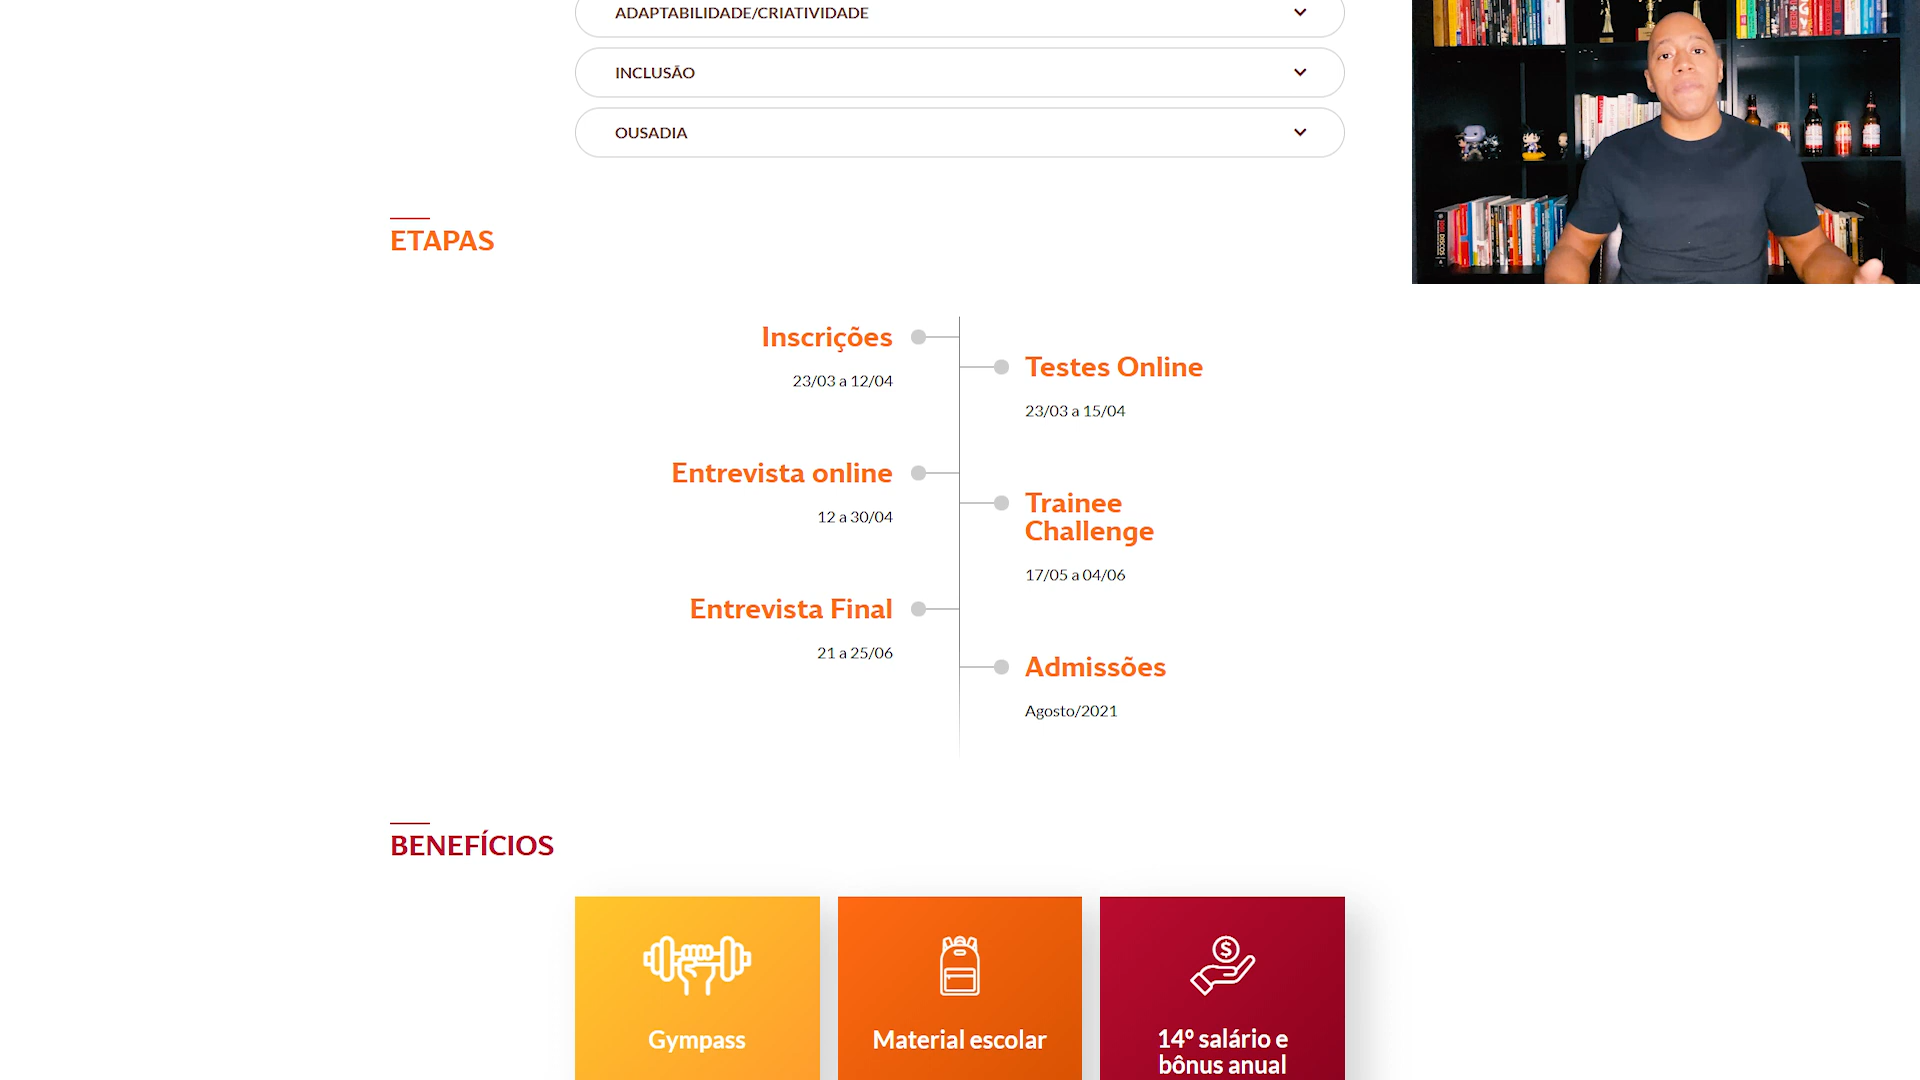 ADAPTABILIDADE/CRIATIVIDADE
INCLUSÃO
OUSADIA
ETAPAS
Inscrições
23/03 a 12/04
Testes Online
23/03 a 15/04
Entrevista online
12 a 30/04
Trainee
Challenge
17/05 a 04/06
Entrevista Final
21 a 25/06
Admissões
Agosto/2021
BENEFÍCIOS
Gympass
Material escolar
14º salário e
bônus anual